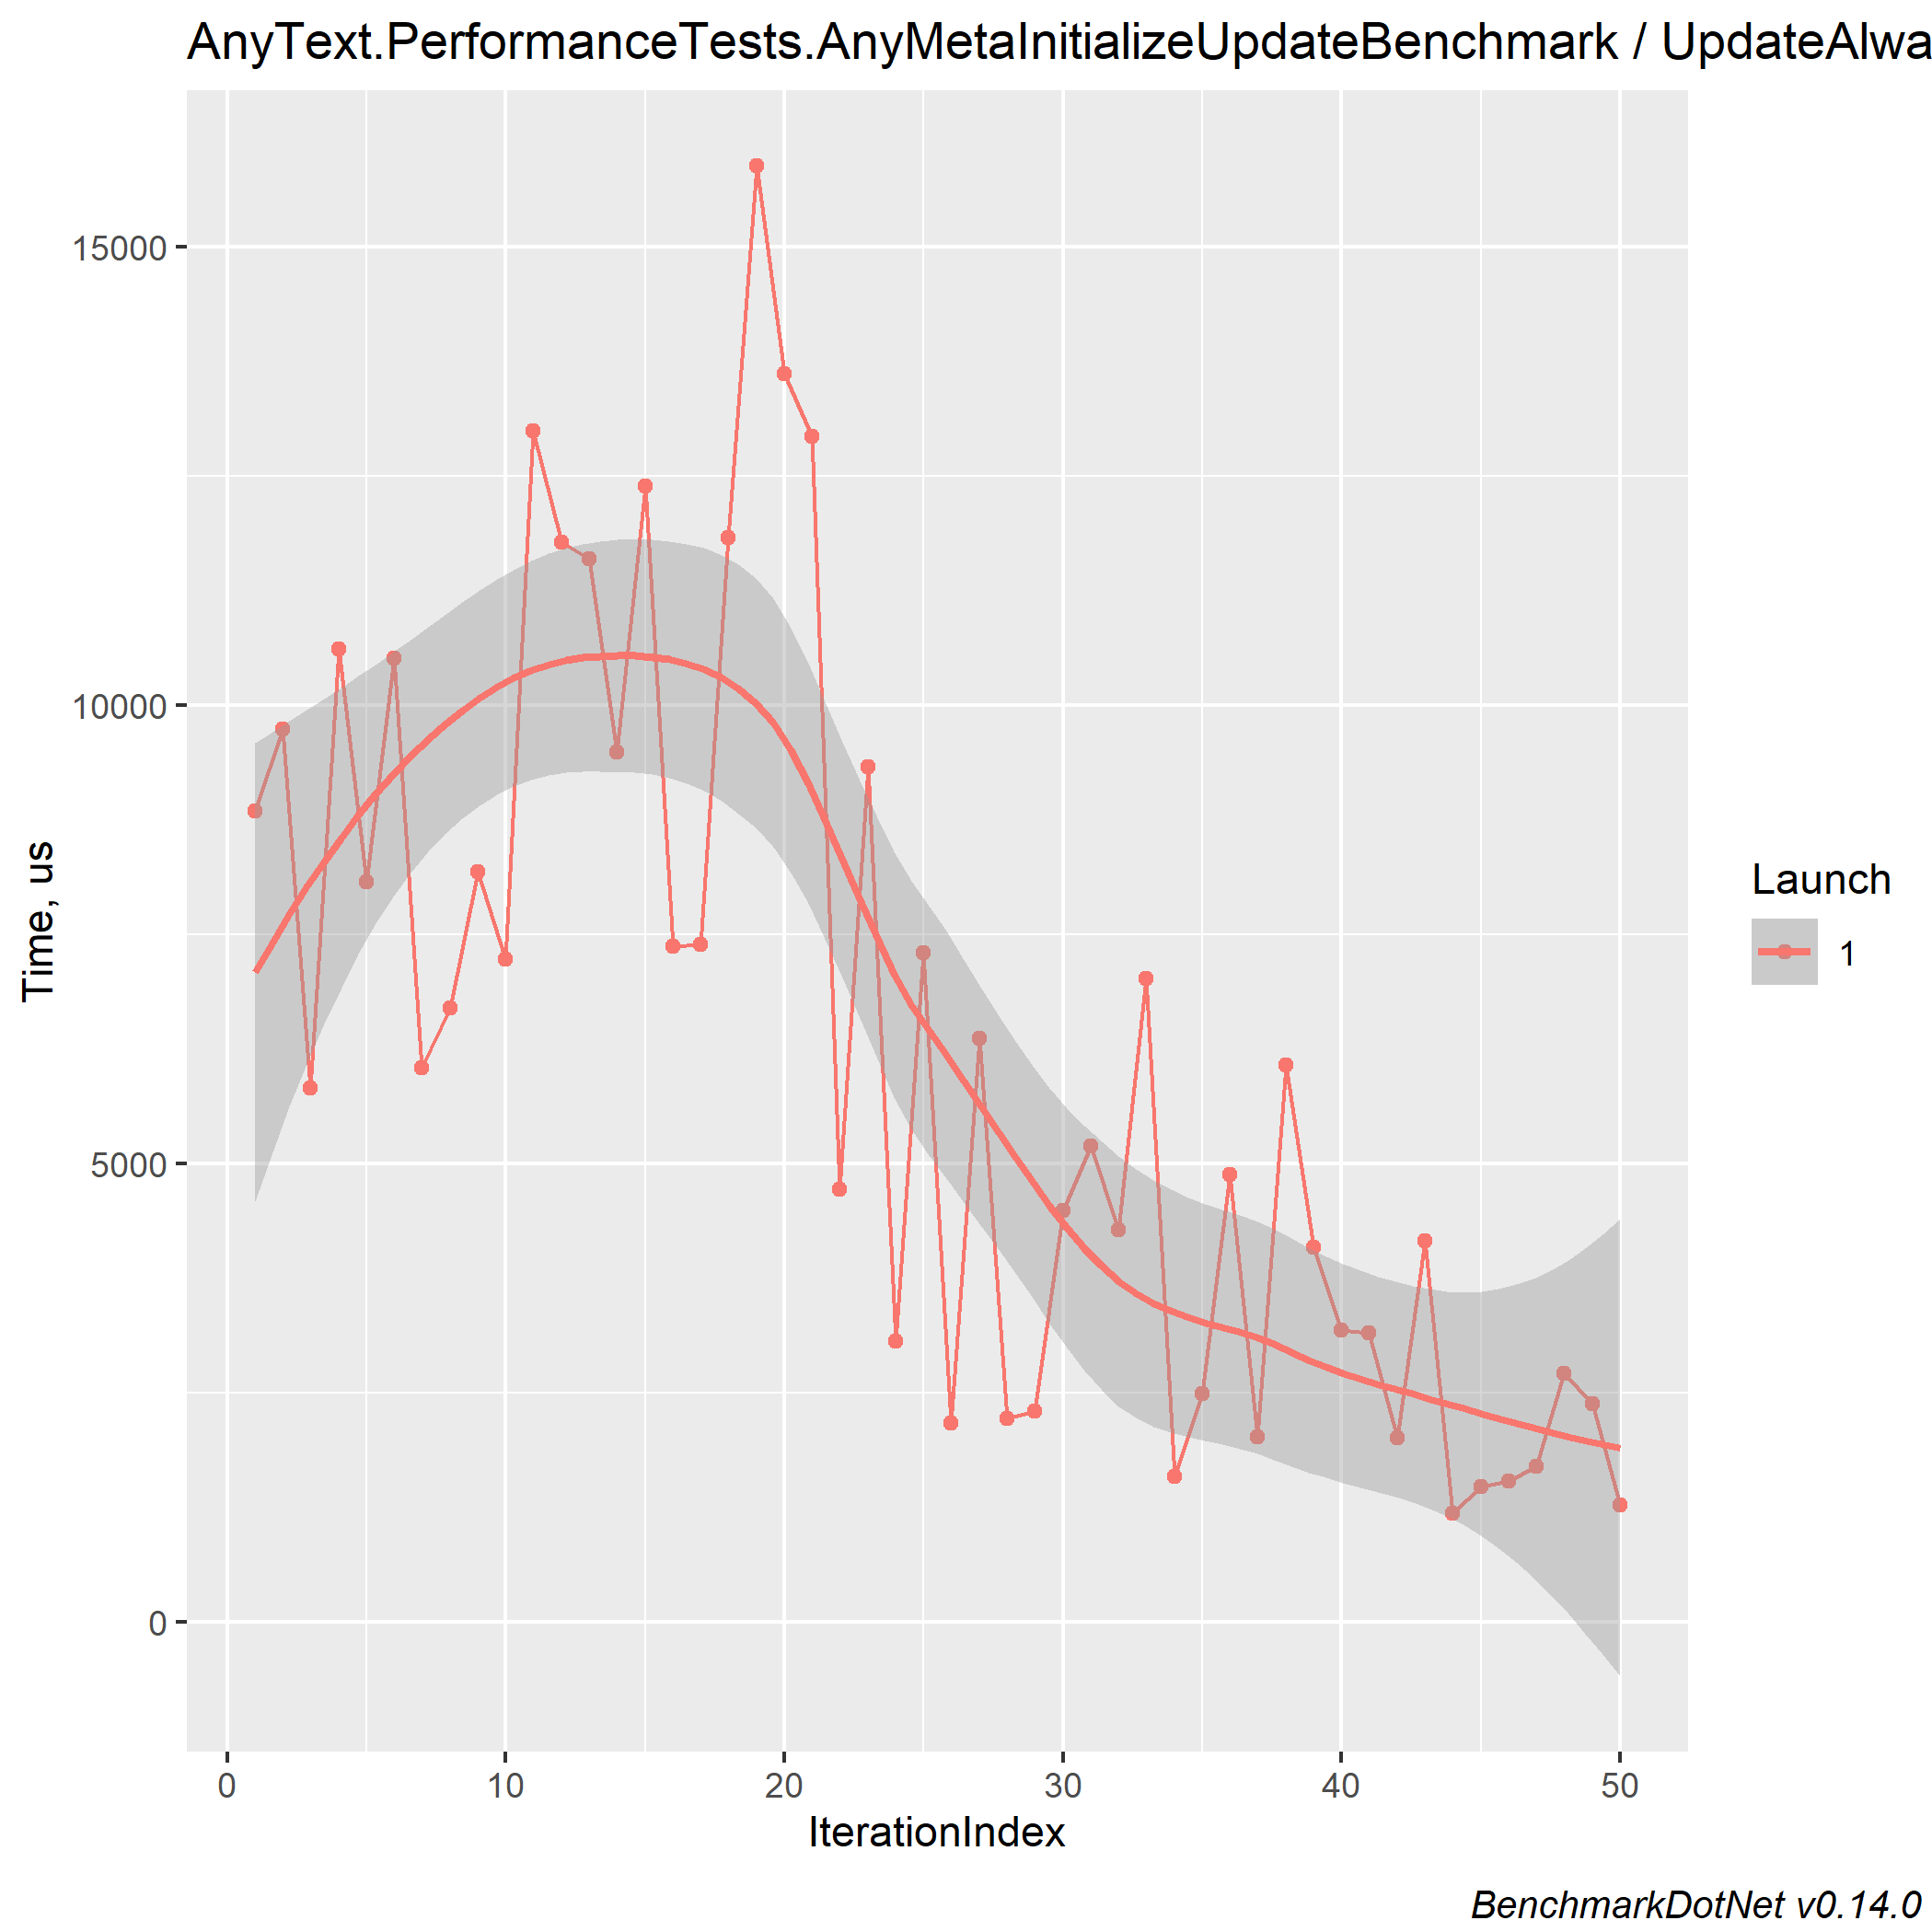 AnyText.PerformanceTests.AnyMetaInitializeUpdateBenchmark / UpdateAlwa
15000
10000
5000
0
Time, us
0 10 20 30 40 50
IterationIndex
Launch
1
BenchmarkDotNet v0.14.0